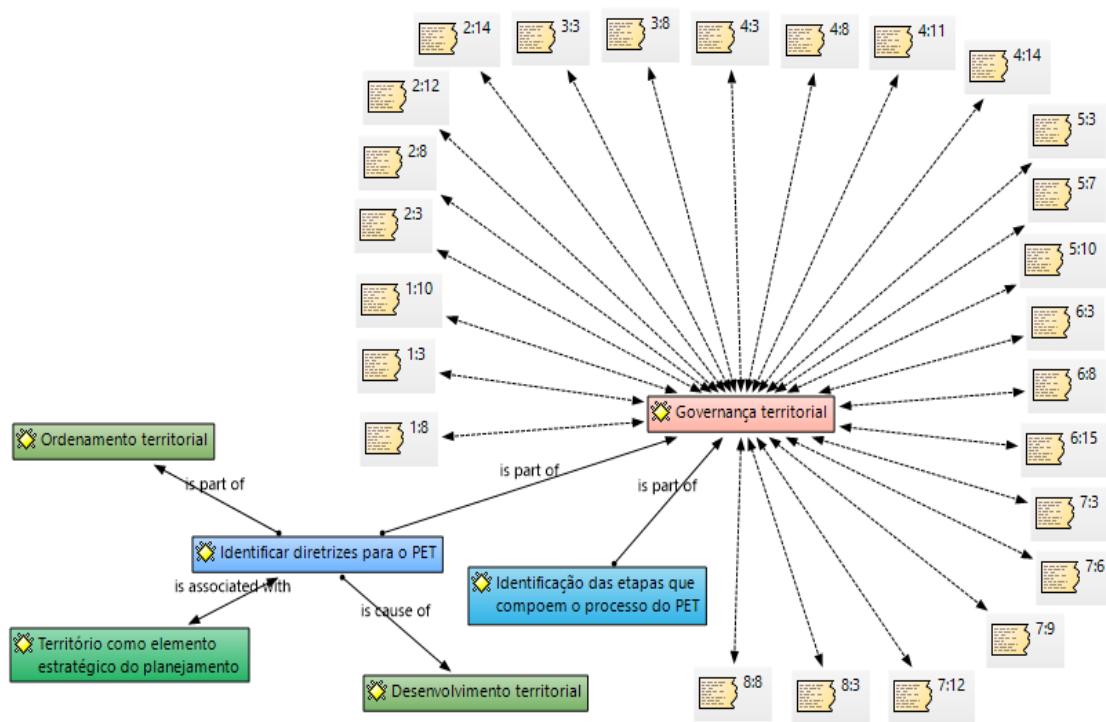 2:14
3:3
3:8
4:3
4:8
4:11
4:14
2:12
5:3
2:8
5:7
2:3
5:10
1:10
6:3
1:3
6:8
Governança territorial
1:8
6:15
Ordenamento territorial
is part of
is part of
is part of
7:3
Identificar diretrizes para o PET
7:6
is associated with
Identificação das etapas que
compoem o processo do PET
is cause of
7:9
Território como elemento
estratégico do planejamento
Desenvolvimento territorial
8:8
8:3
7:12